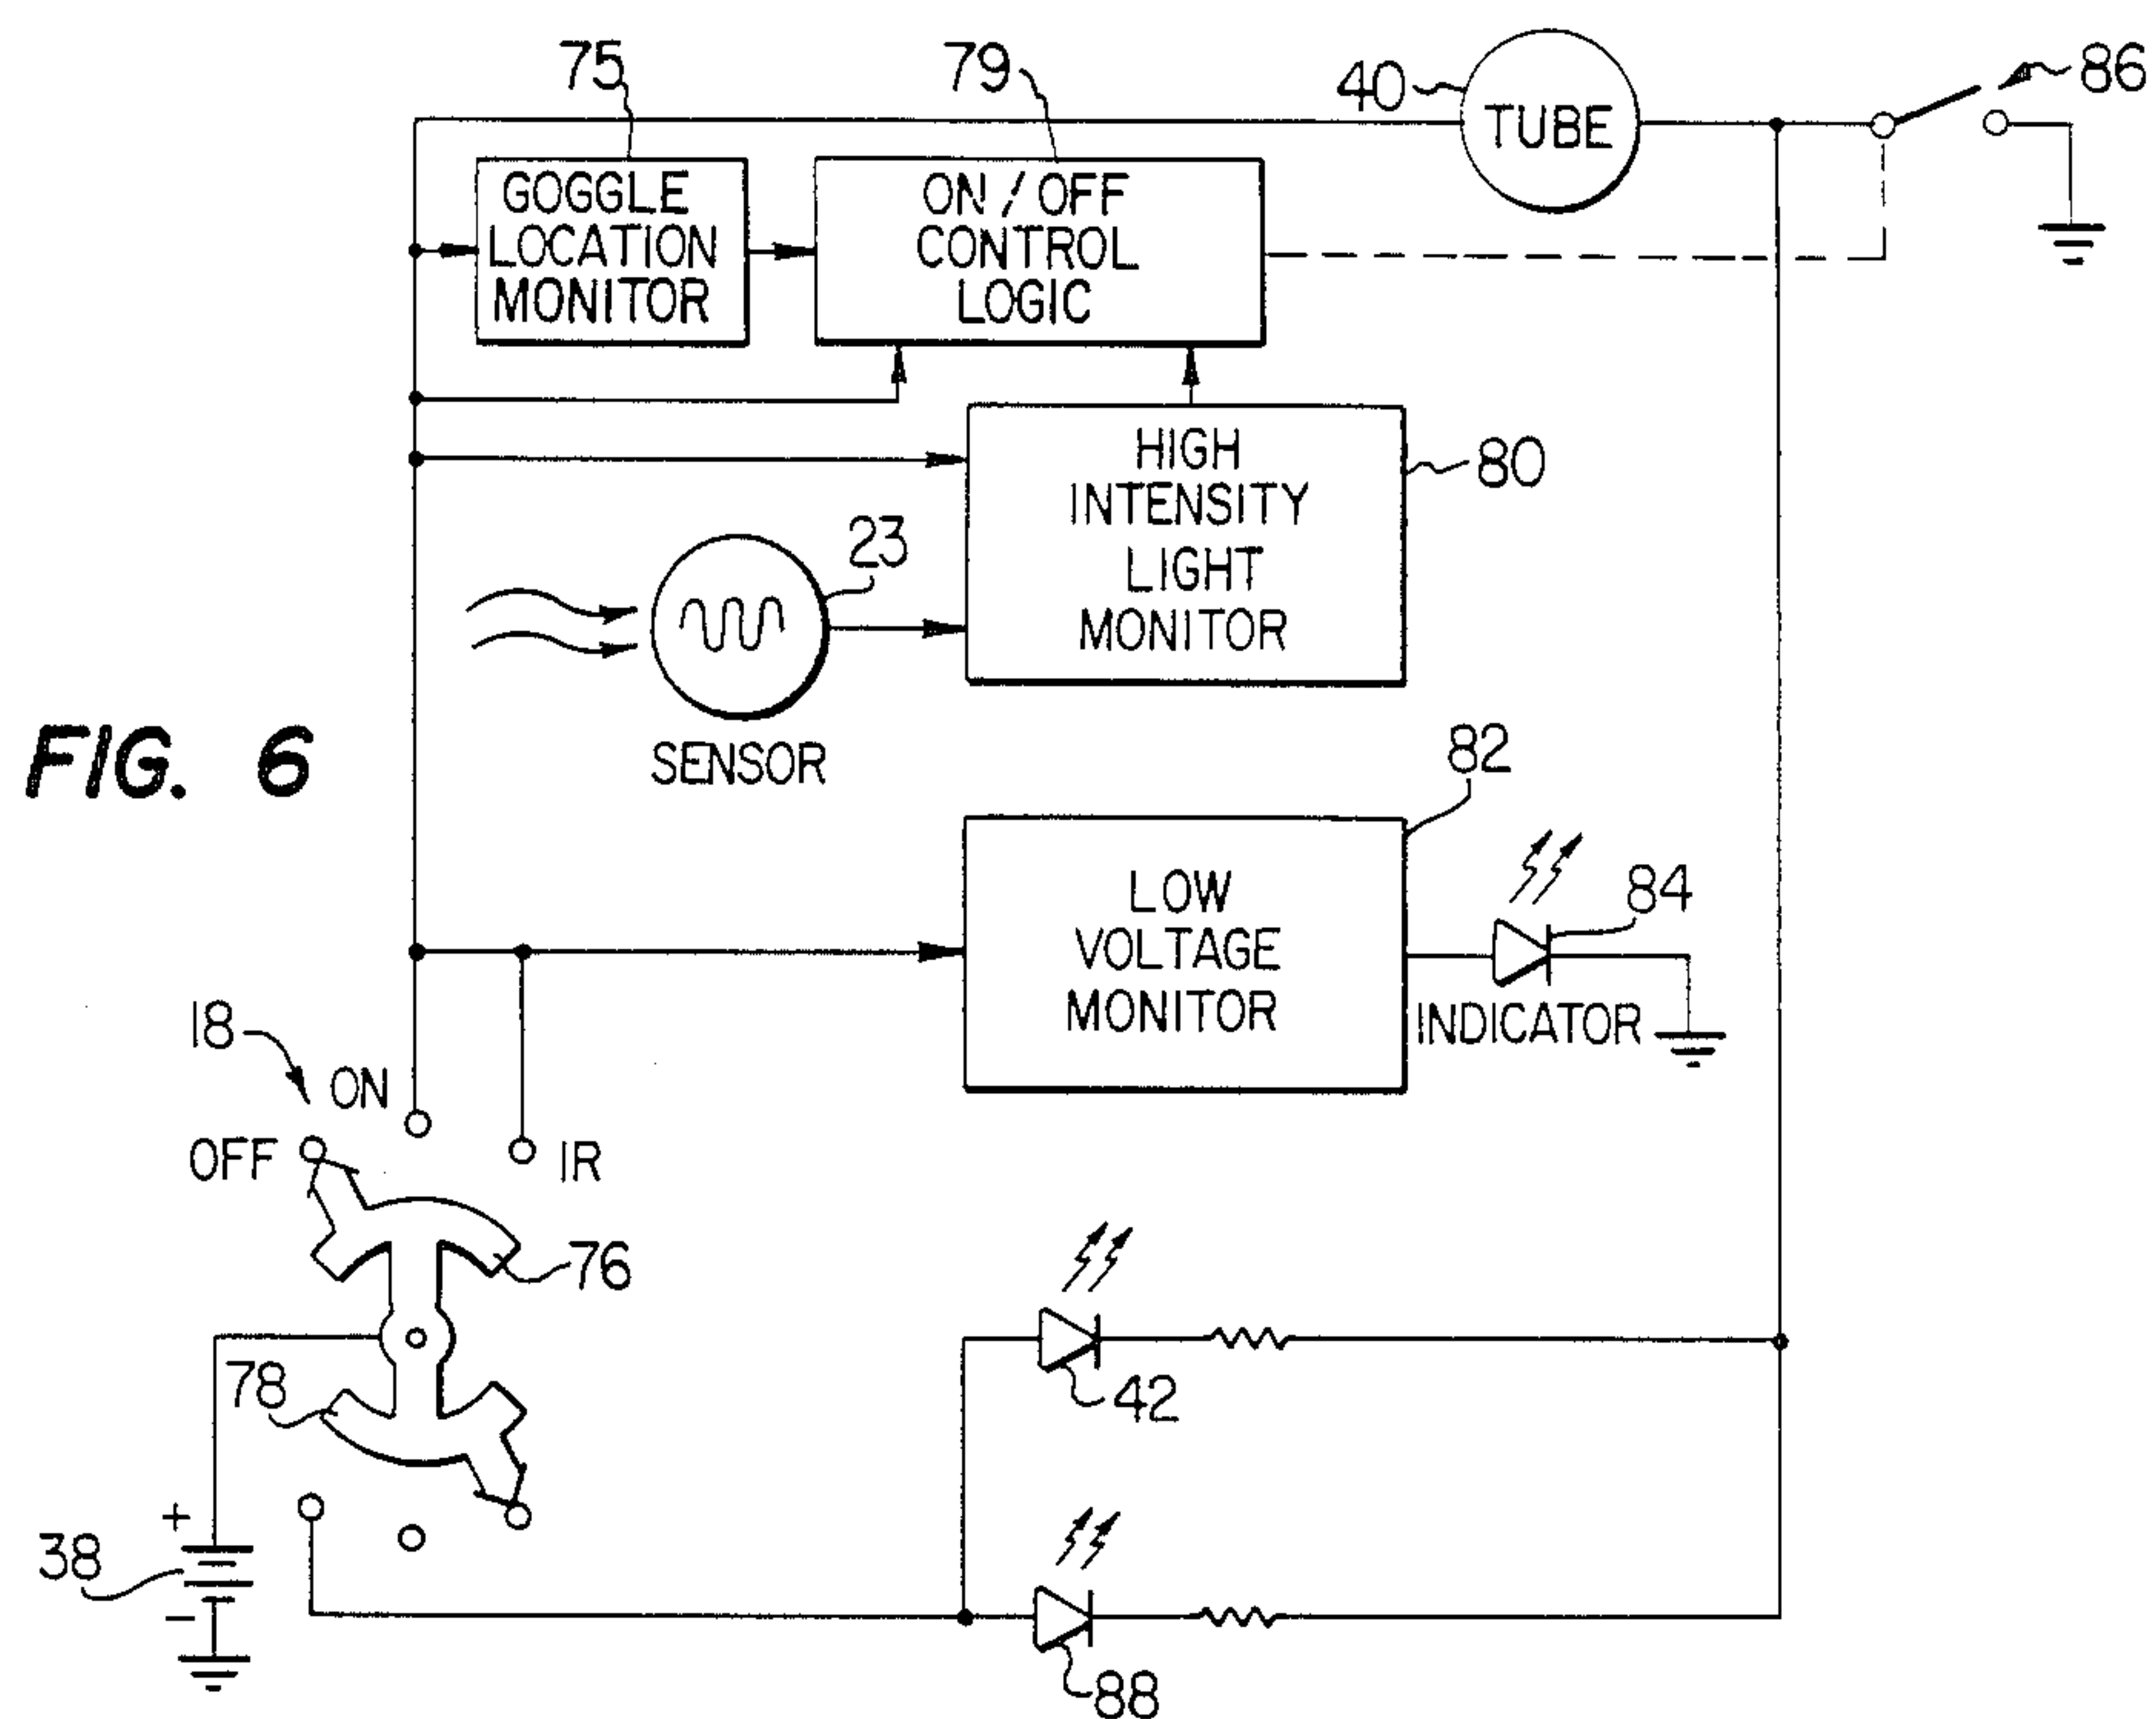 75
79
40
TUBE
86
GOGGLE
LOCATION
MONITOR
ON / OFF
CONTROL
LOGIC
HIGH
INTENSITY
LIGHT
MONITOR
80
23
SENSOR
FIG. 6
82
LOW
VOLTAGE
MONITOR
84
INDICATOR
18
ON
OFF
IR
76
78
42
+
38
−
88